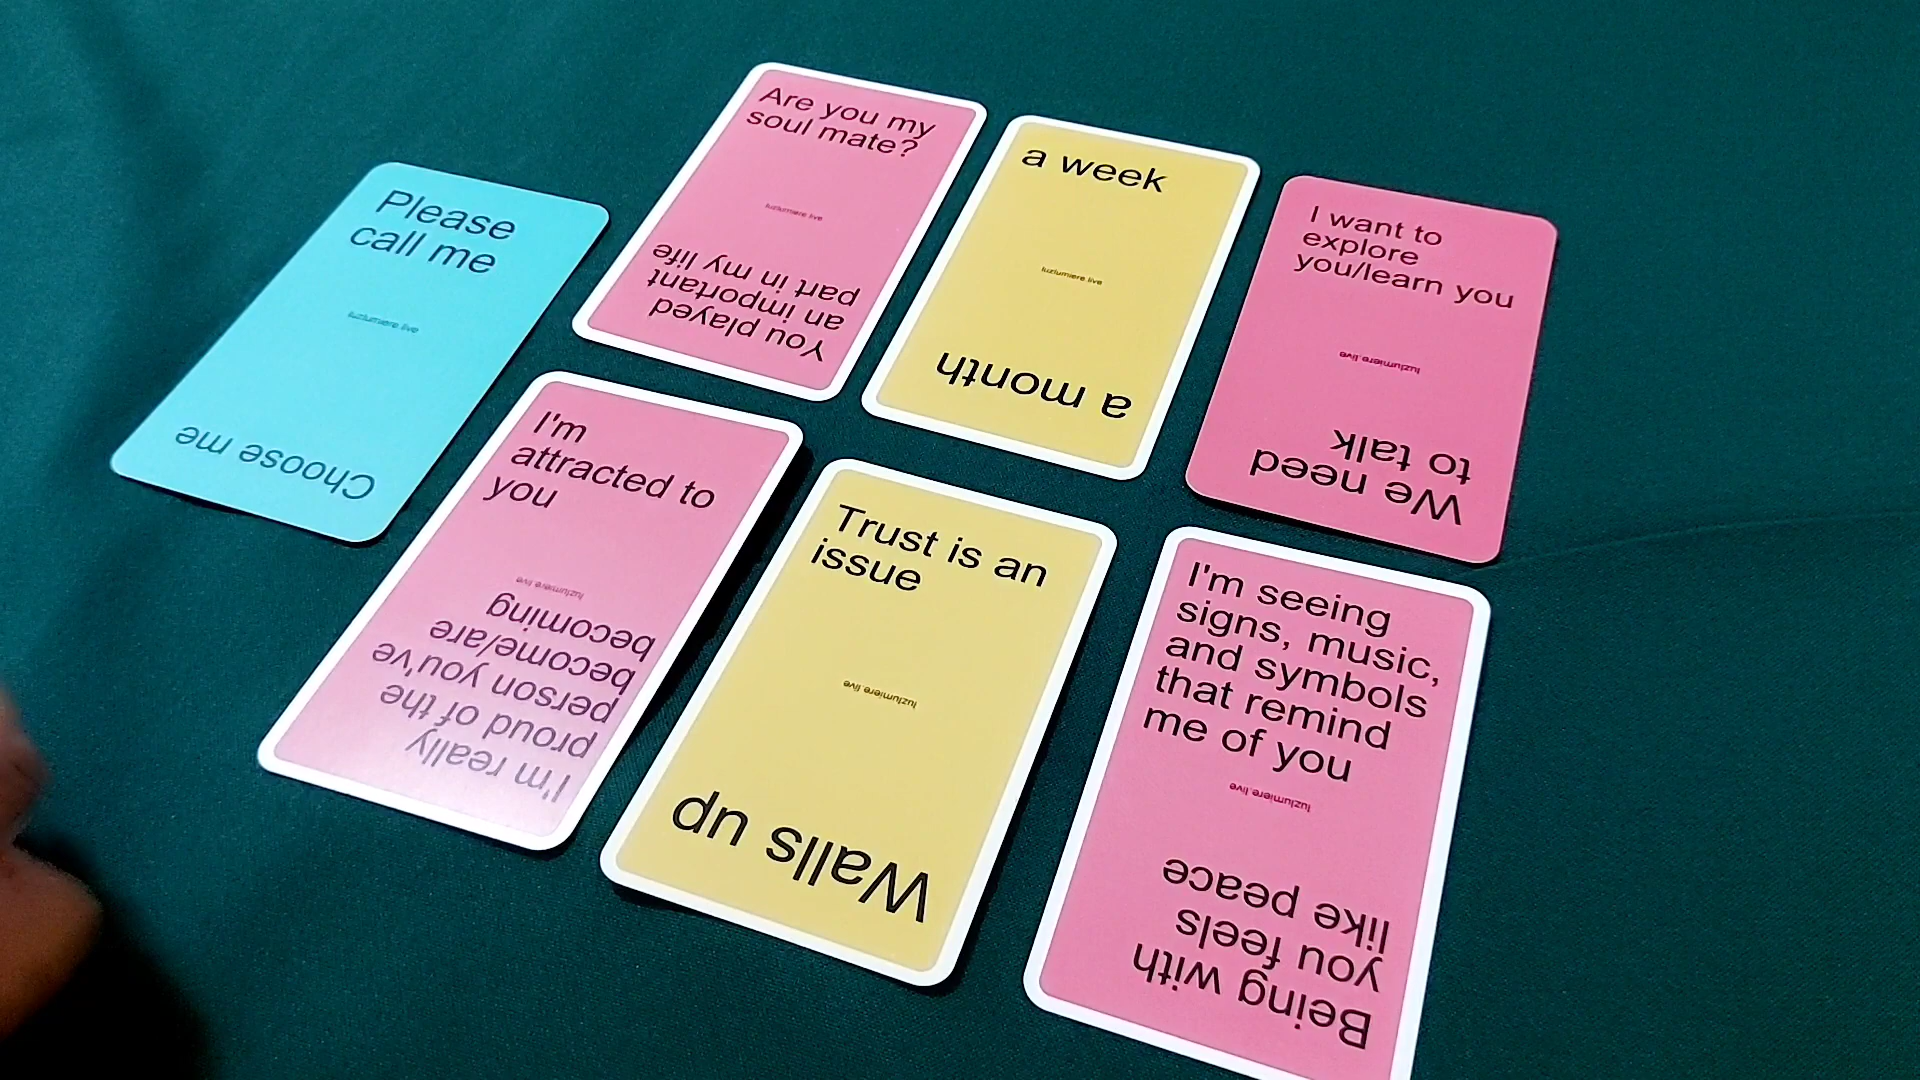 Please
call me
luzlumiere.live
Choose me
Are you my
soul mate?
luzlumiere.live
You played
an important
part in my life
a week
luzlumiere.live
a month
I want to
explore
you/learn you
luzlumiere.live
We need
to talk
I'm
attracted to
you
luzlumiere.live
I'm really
proud of the
person you've
become/are
becoming
Trust is an
issue
luzlumiere.live
Walls up
I'm seeing
signs, music,
and symbols
that remind
me of you
luzlumiere.live
Being with
you feels
like peace